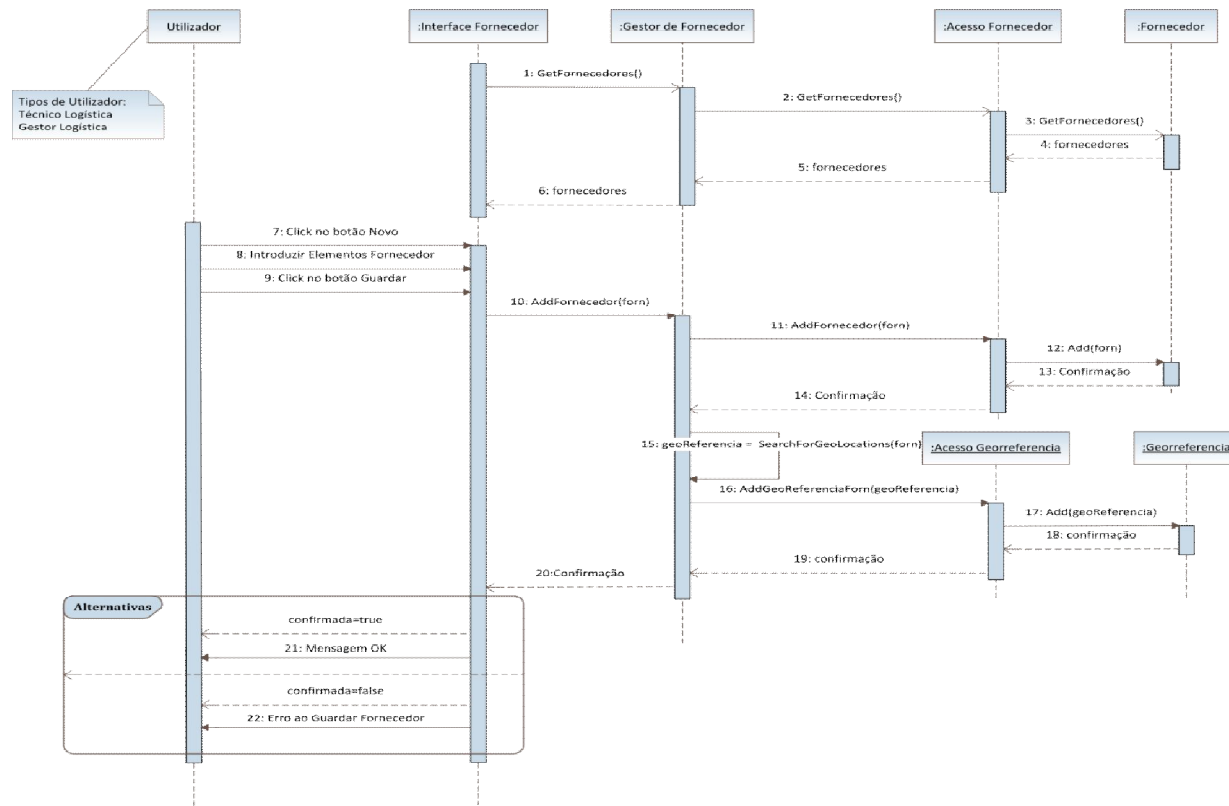 Utilizador
:Interface Fornecedor
:Gestor de Fornecedor
:Acesso Fornecedor
:Fornecedor
Tipos de Utilizador:
Técnico Logística
Gestor Logística
1: GetFornecedores()
2: GetFornecedores()
3: GetFornecedores()
4: fornecedores
5: fornecedores
6: fornecedores
7: Click no botão Novo
8: Introduzir Elementos Fornecedor
9: Click no botão Guardar
10: AddFornecedor(forn)
11: AddFornecedor(forn)
12: Add(forn)
13: Confirmação
14: Confirmação
15: geoReferencia = SearchForGeoLocations(forn)
:Acesso Georreferencia
:Georreferencia
16: AddGeoReferenciaForn(geoReferencia)
17: Add(geoReferencia)
18: confirmação
19: confirmação
20:Confirmação
Alternativas
confirmada=true
21: Mensagem OK
confirmada=false
22: Erro ao Guardar Fornecedor